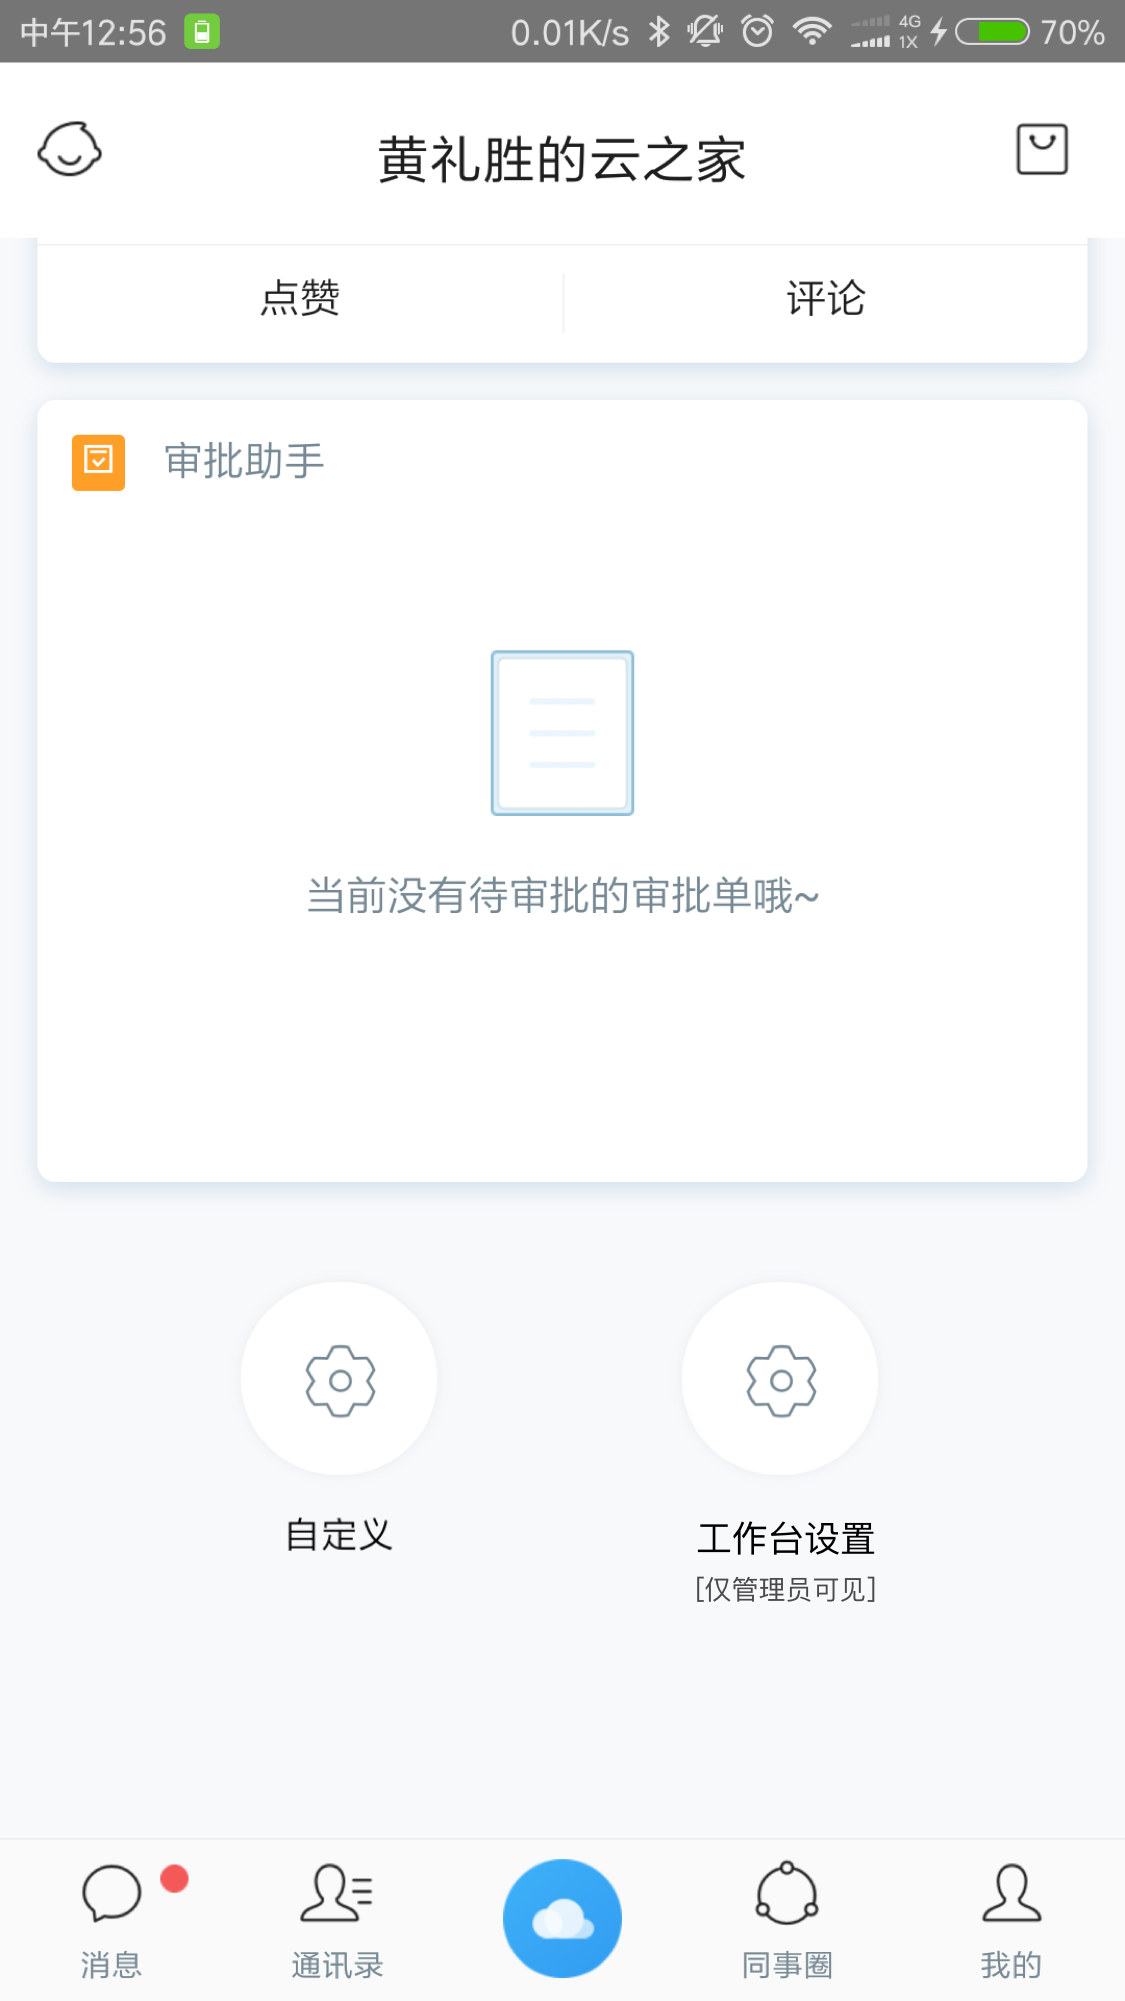 中午12:56 0.01K/s 4G 1X 70%
黄礼胜的云之家
点赞 评论
审批助手
当前没有待审批的审批单哦~
自定义 工作台设置
[仅管理员可见]
消息 通讯录 同事圈 我的